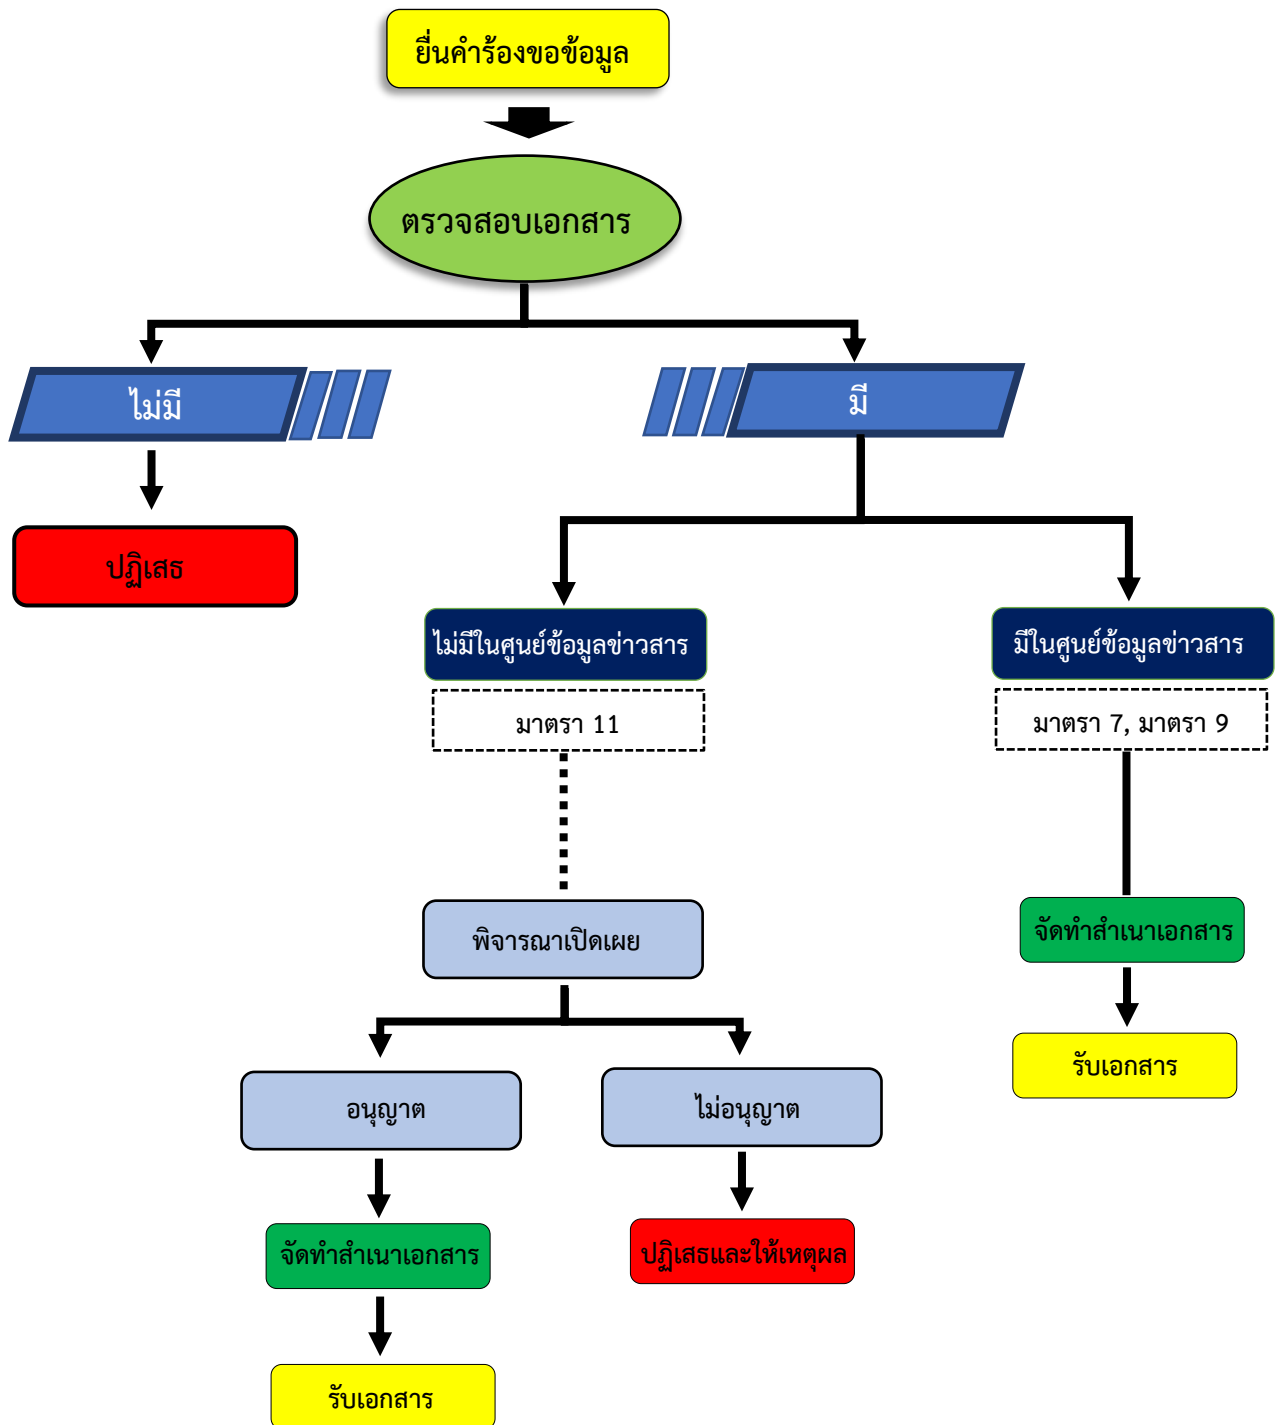 ยื่นคำร้องขอข้อมูล
ตรวจสอบเอกสาร
ไม่มี
มี
ปฏิเสธ
ไม่มีในศูนย์ข้อมูลข่าวสาร
มีในศูนย์ข้อมูลข่าวสาร
มาตรา 11
มาตรา 7, มาตรา 9
พิจารณาเปิดเผย
จัดทำสำเนาเอกสาร
รับเอกสาร
อนุญาต
ไม่อนุญาต
จัดทำสำเนาเอกสาร
ปฏิเสธและให้เหตุผล
รับเอกสาร